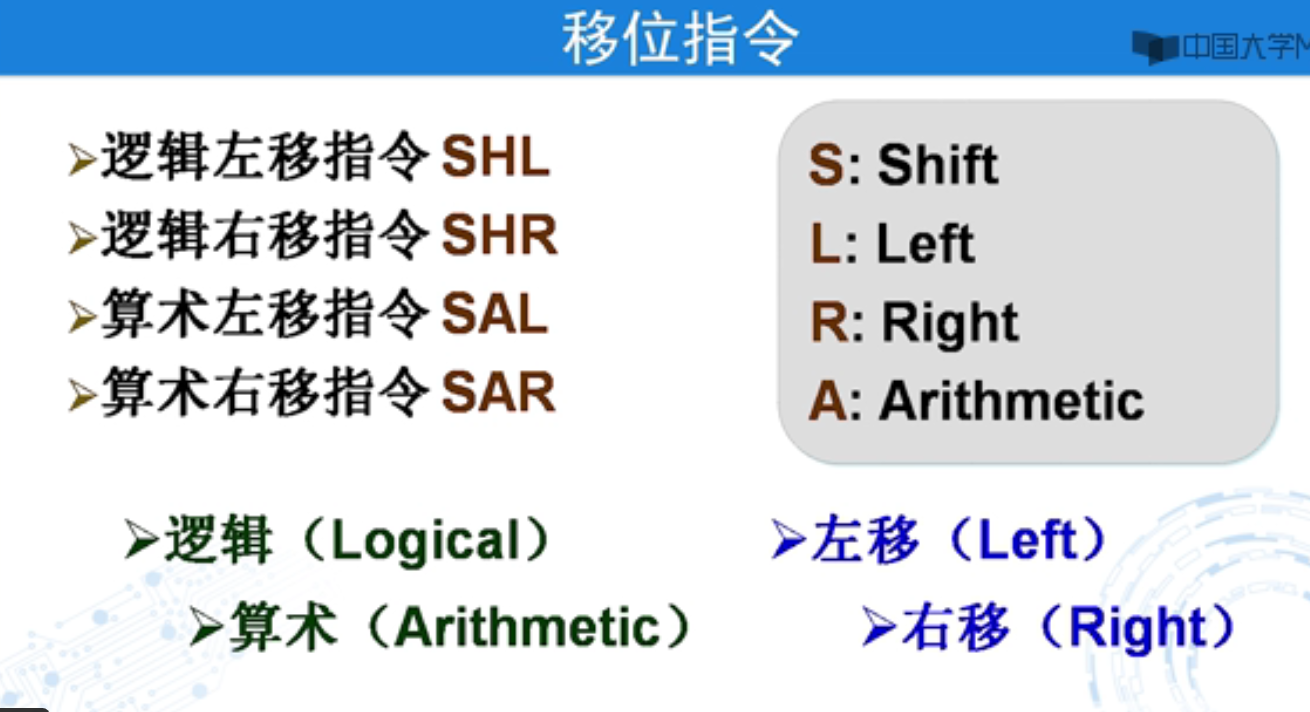 移位指令
中国大学M
➢逻辑左移指令 SHL
➢逻辑右移指令 SHR
➢算术左移指令 SAL
➢算术右移指令 SAR
S: Shift
L: Left
R: Right
A: Arithmetic
➢逻辑（Logical）
➢算术（Arithmetic）
➢左移（Left）
➢右移（Right）